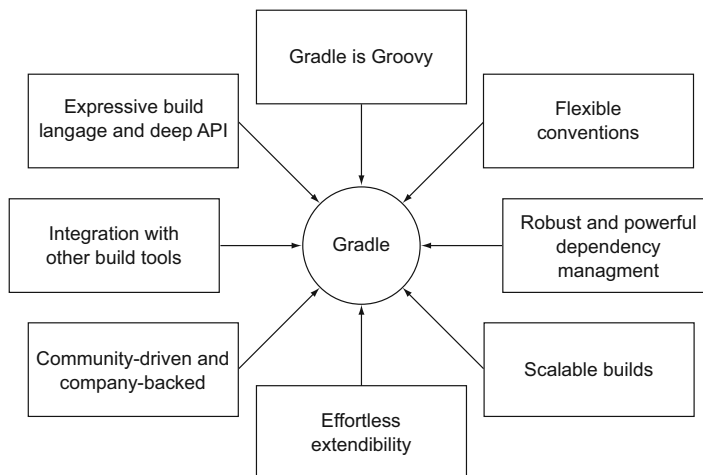 Gradle is Groovy
Expressive build
langage and deep API
Flexible
conventions
Integration with
other build tools
Gradle
Robust and powerful
dependency
managment
Community-driven and
company-backed
Scalable builds
Effortless
extendibility